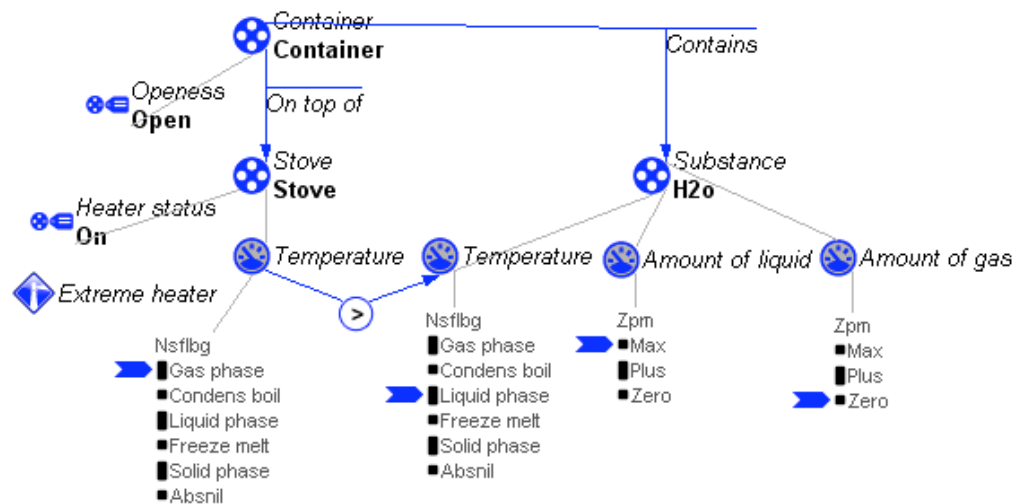 Container
Container
Contains
Openess
Open
On top of
Stove
Stove
Substance
H2o
Heater status
On
Temperature
Temperature
Amount of liquid
Amount of gas
Extreme heater
>
Nsflbg
Gas phase
Condens boil
Liquid phase
Freeze melt
Solid phase
Absnil
Nsflbg
Gas phase
Condens boil
Liquid phase
Freeze melt
Solid phase
Absnil
Zpm
Max
Plus
Zero
Zpm
Max
Plus
Zero